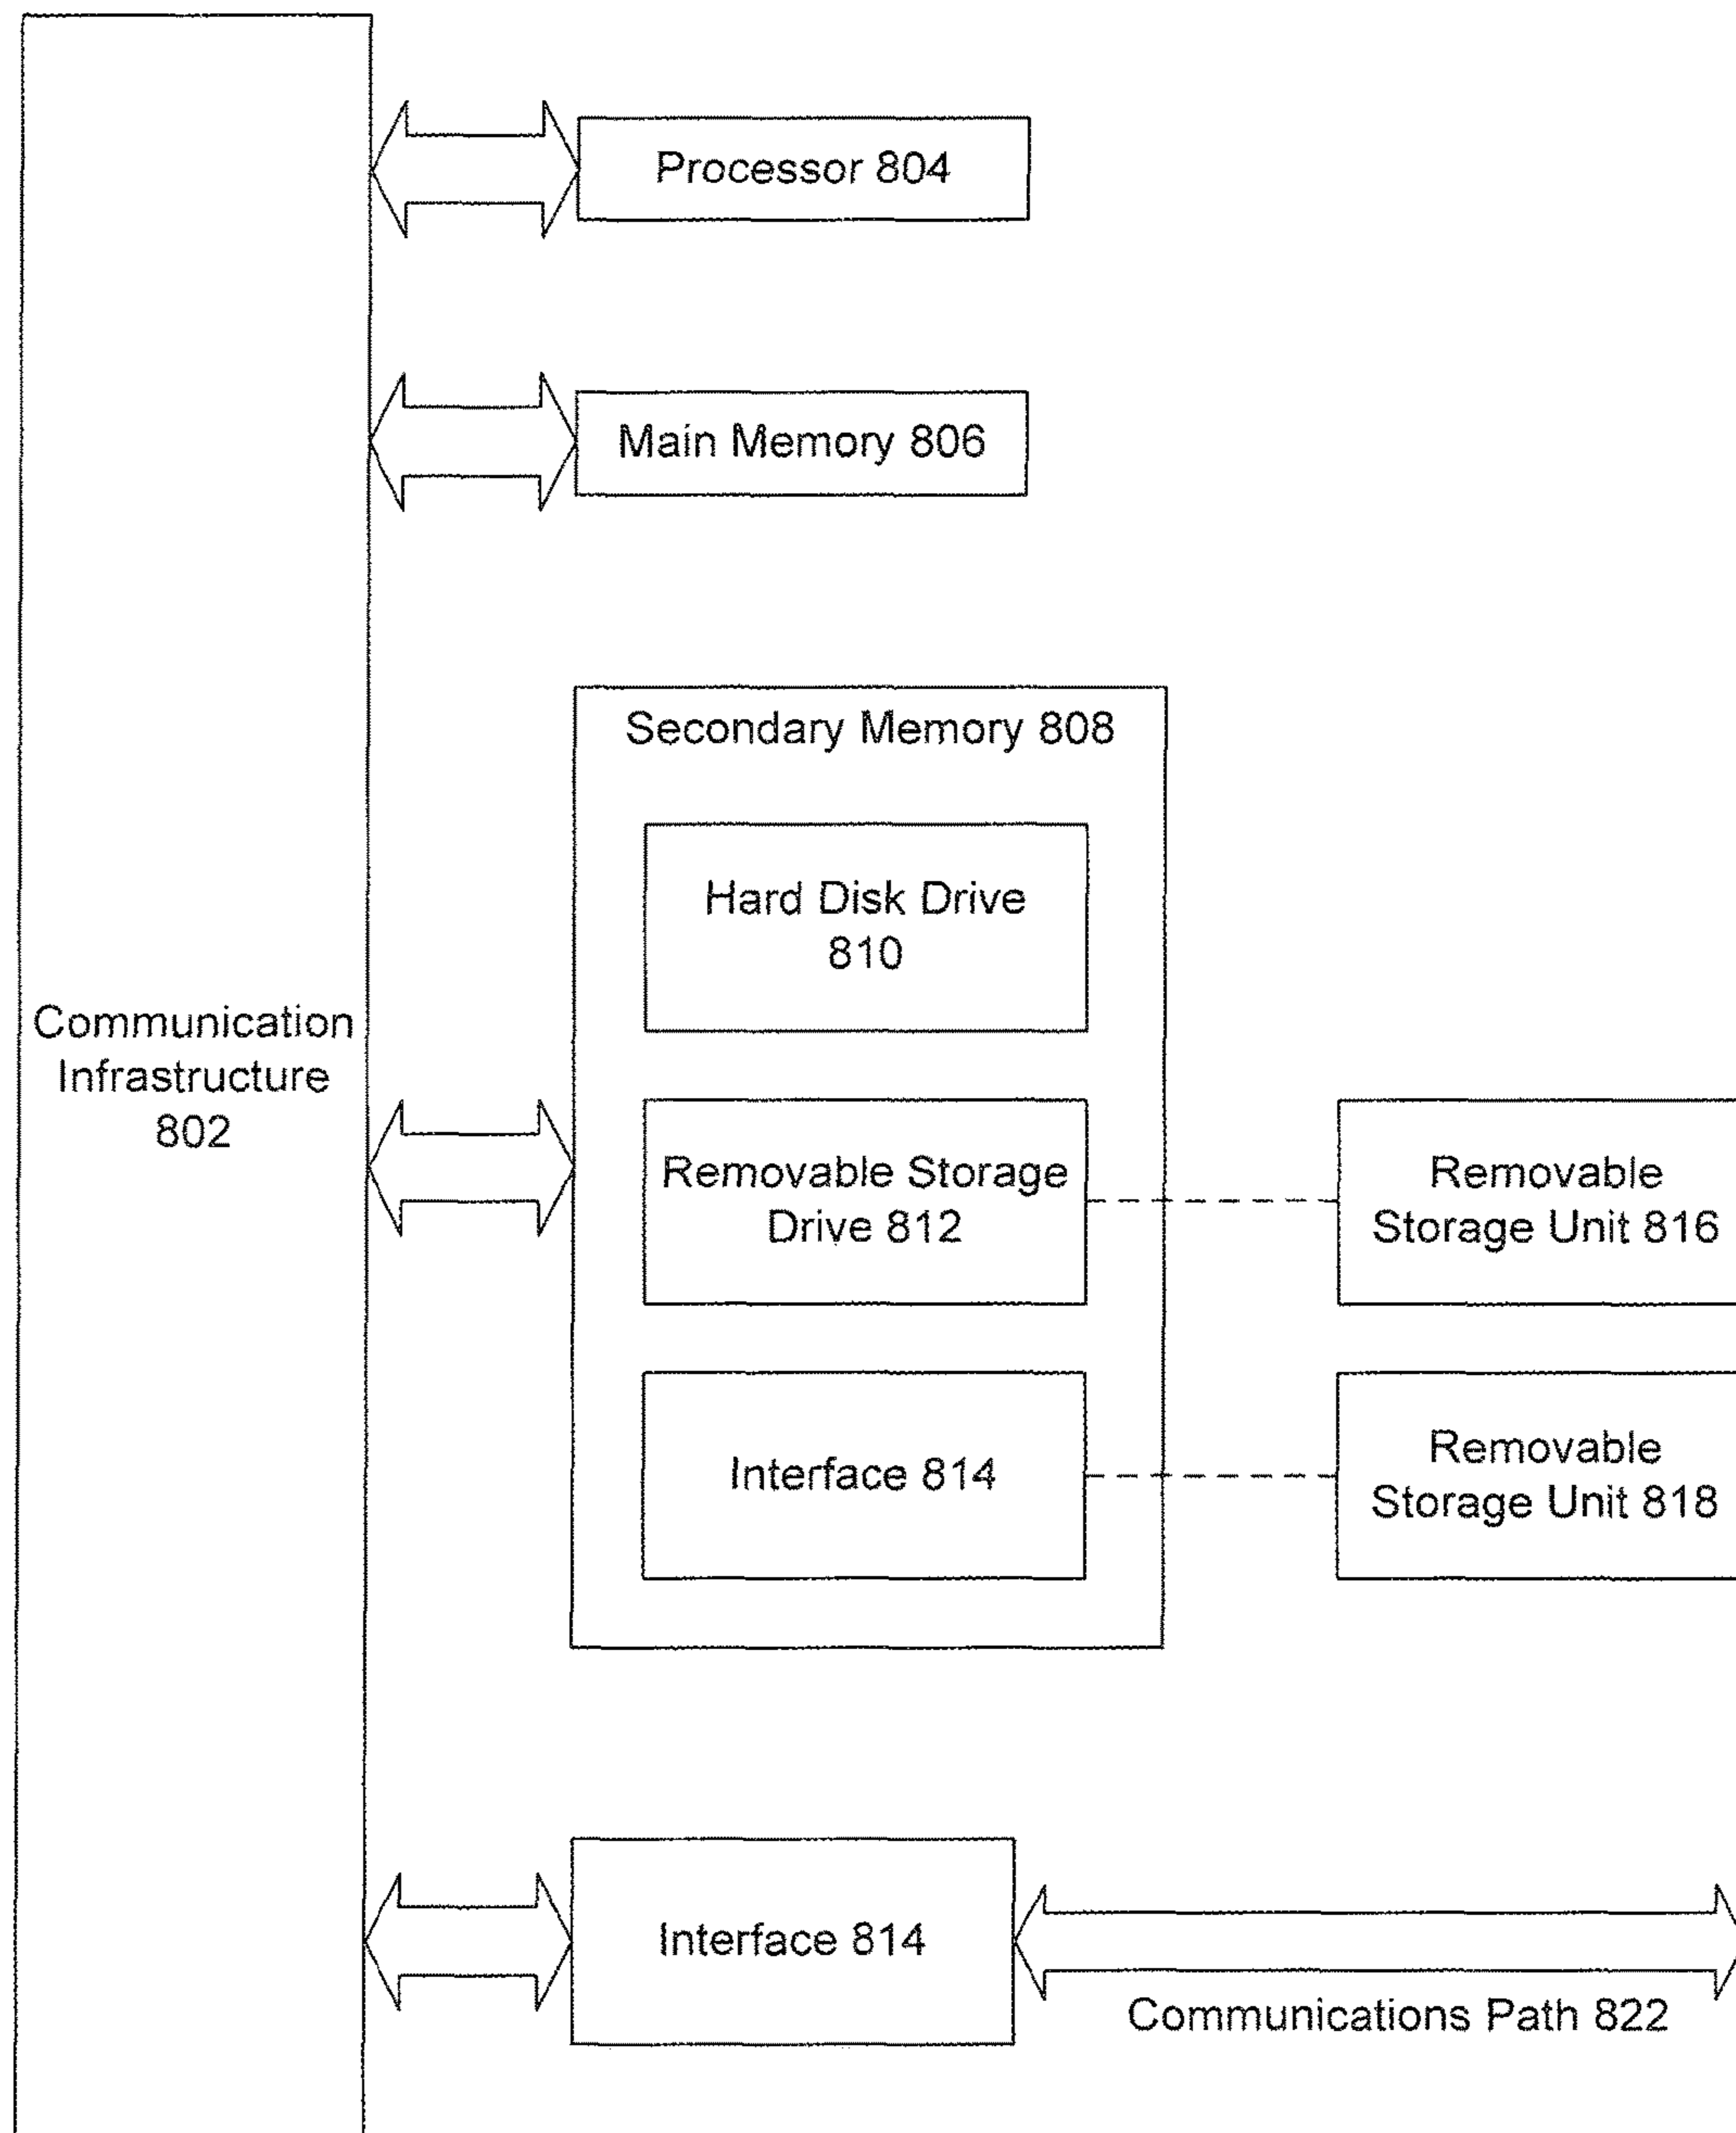 Processor 804
Main Memory 806
Secondary Memory 808
Hard Disk Drive
810
Communication
Infrastructure
802
Removable Storage
Drive 812
Removable
Storage Unit 816
Interface 814
Removable
Storage Unit 818
Interface 814
Communications Path 822